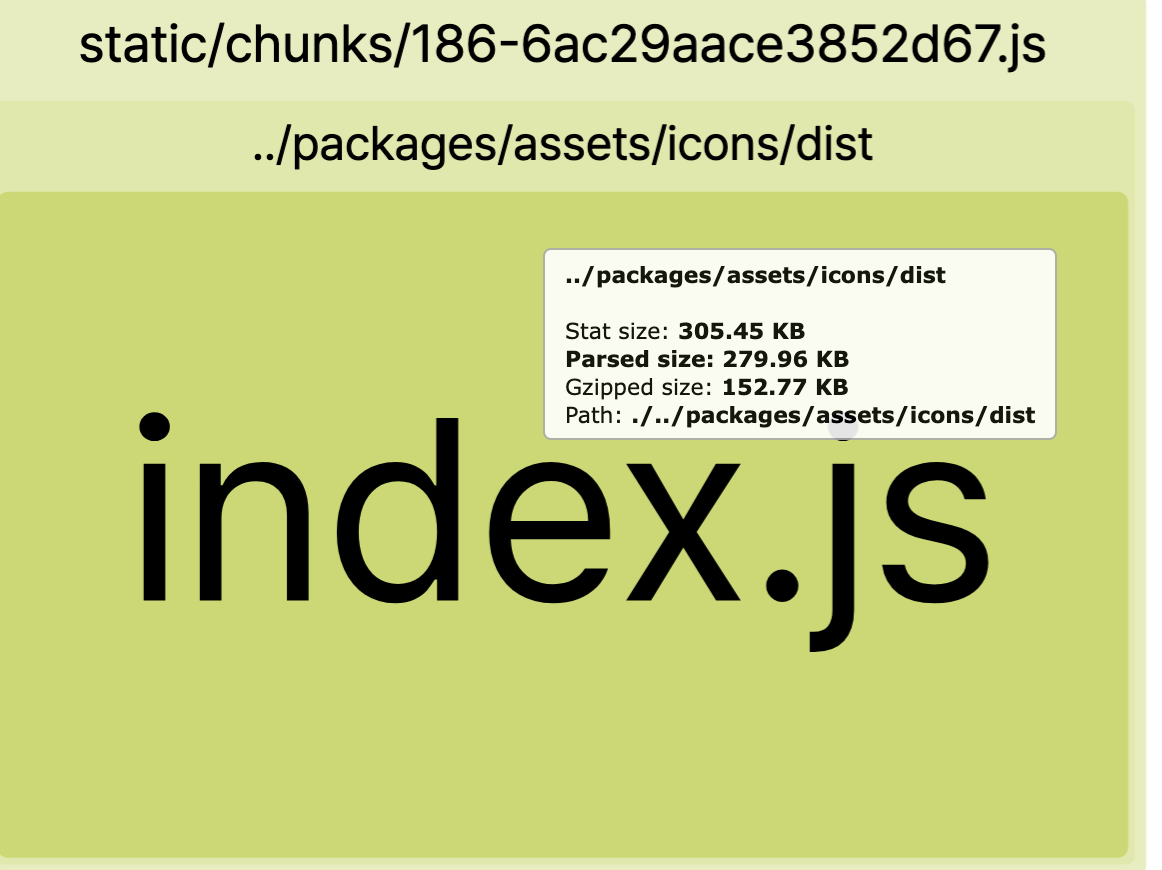 static/chunks/186-6ac29aace3852d67.js
../packages/assets/icons/dist
../packages/assets/icons/dist
Stat size: 305.45 KB
Parsed size: 279.96 KB
Gzipped size: 152.77 KB
Path: ./../packages/assets/icons/dist
index.js